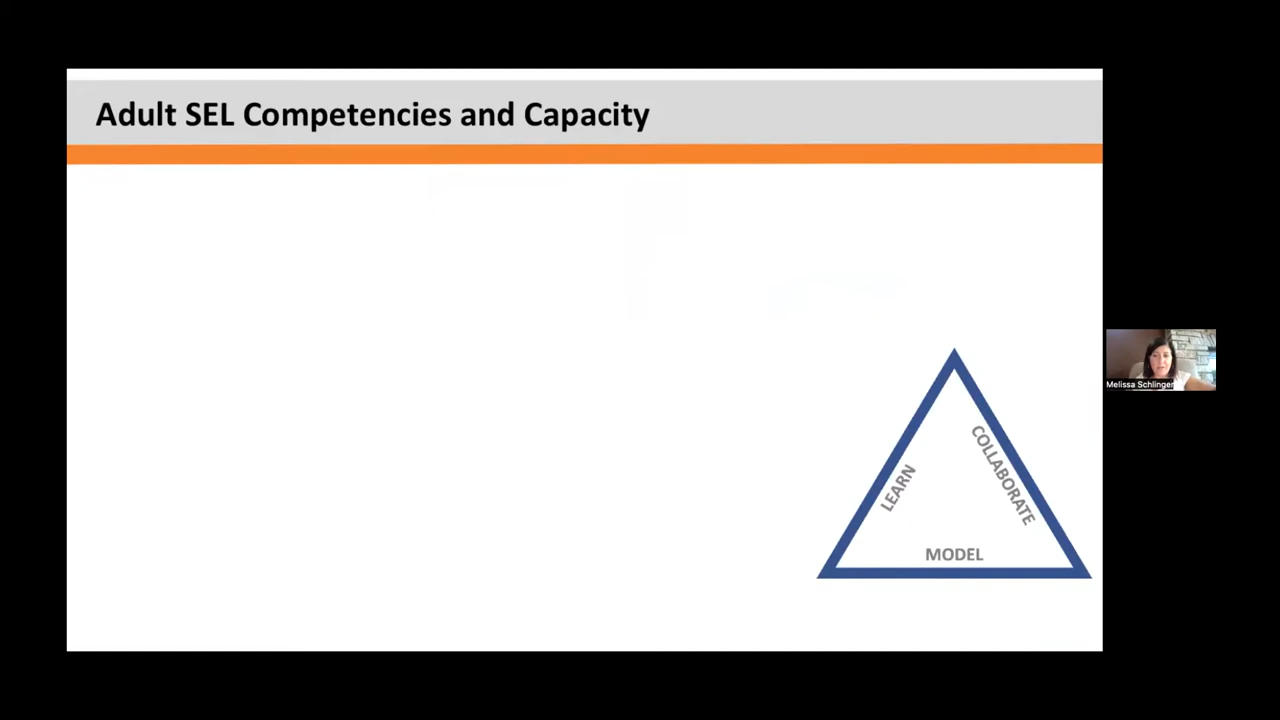 Adult SEL Competencies and Capacity
LEARN
COLLABORATE
MODEL
Melissa Schlinger